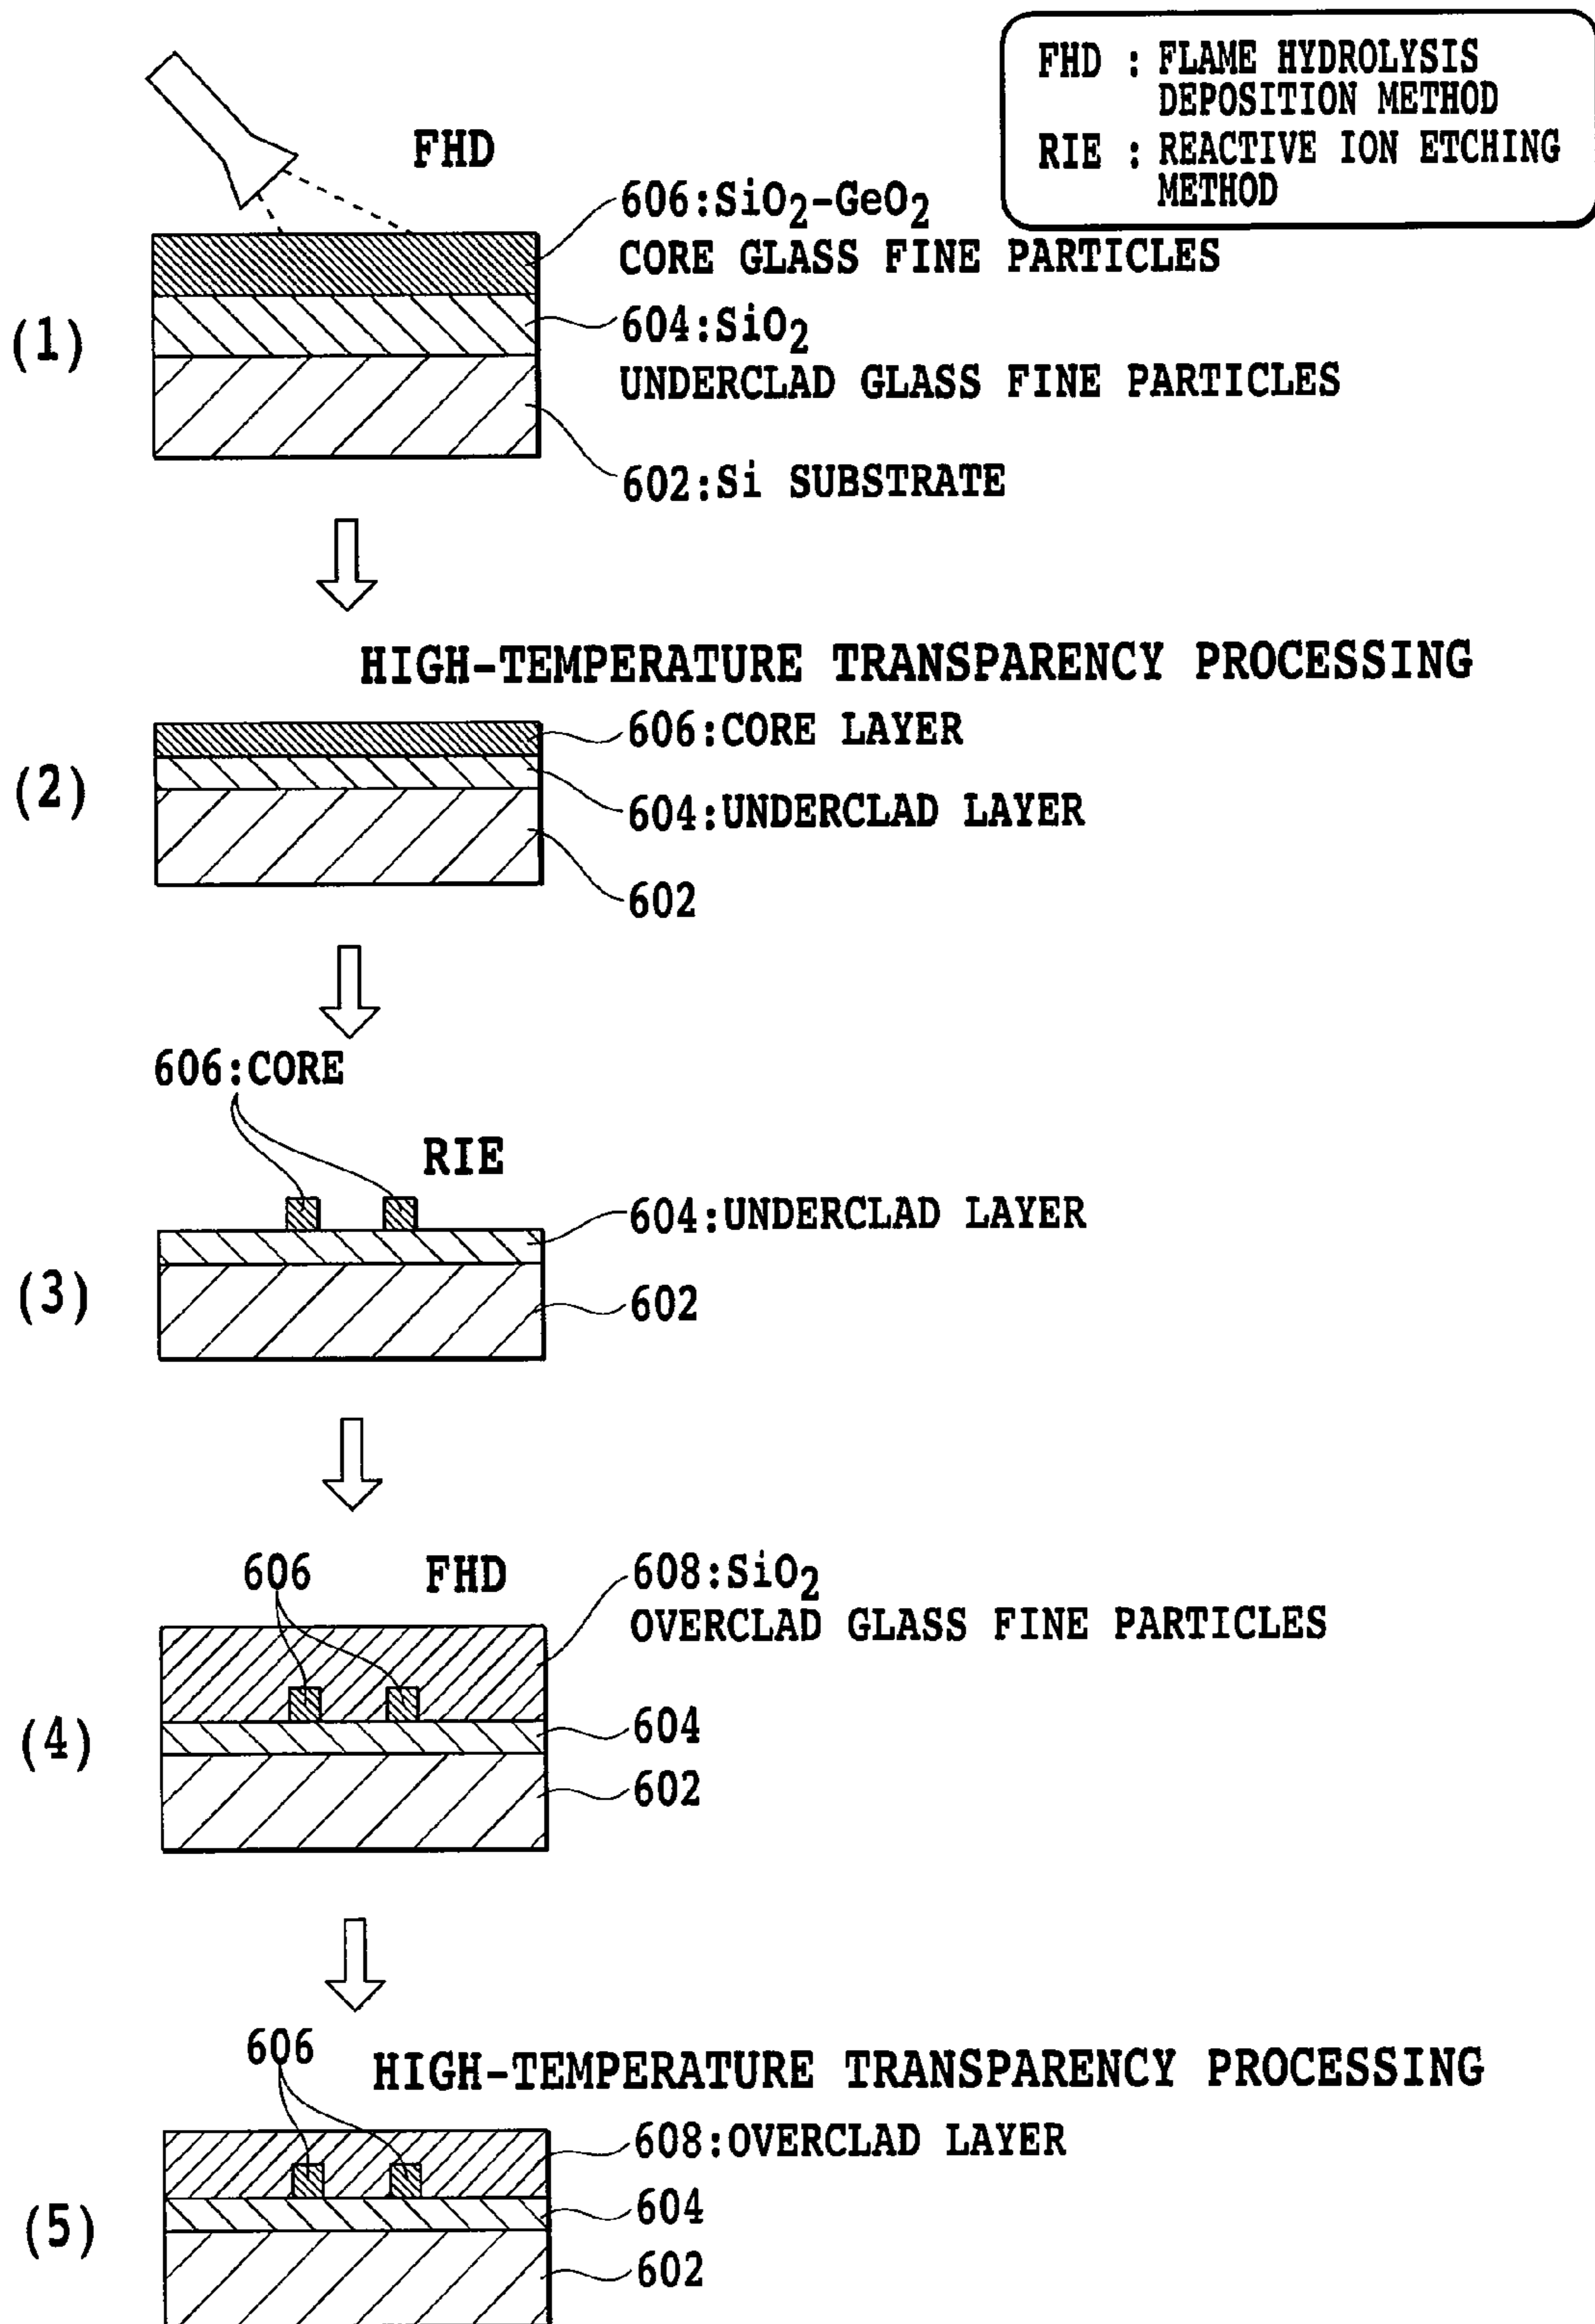 FHD : FLAME HYDROLYSIS
DEPOSITION METHOD
RIE : REACTIVE ION ETCHING
METHOD
FHD
606:SiO2-GeO2
CORE GLASS FINE PARTICLES
(1)
604:SiO2
UNDERCLAD GLASS FINE PARTICLES
602:Si SUBSTRATE
HIGH-TEMPERATURE TRANSPARENCY PROCESSING
606:CORE LAYER
(2)
604:UNDERCLAD LAYER
602
606:CORE
RIE
604:UNDERCLAD LAYER
(3)
602
606
FHD
608:SiO2
OVERCLAD GLASS FINE PARTICLES
(4)
604
602
606
HIGH-TEMPERATURE TRANSPARENCY PROCESSING
608:OVERCLAD LAYER
(5)
604
602